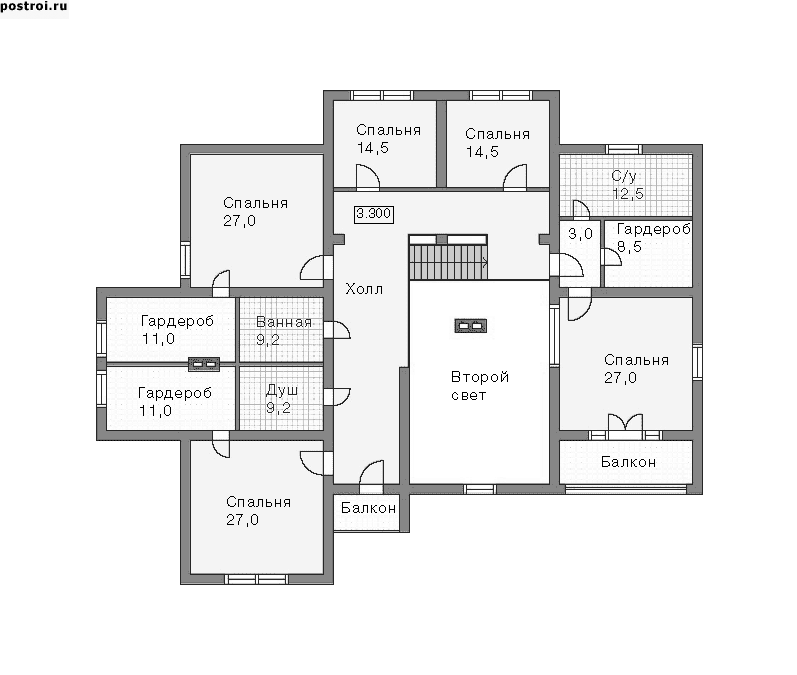 postroi.ru
Спальня
14,5
Спальня
14,5
С/у
12,5
Спальня
27,0
3.300
3,0
Гардероб
8,5
Холл
Гардероб
11,0
Ванная
9,2
Спальня
27,0
Второй
свет
Гардероб
11,0
Душ
9,2
Балкон
Спальня
27,0
Балкон